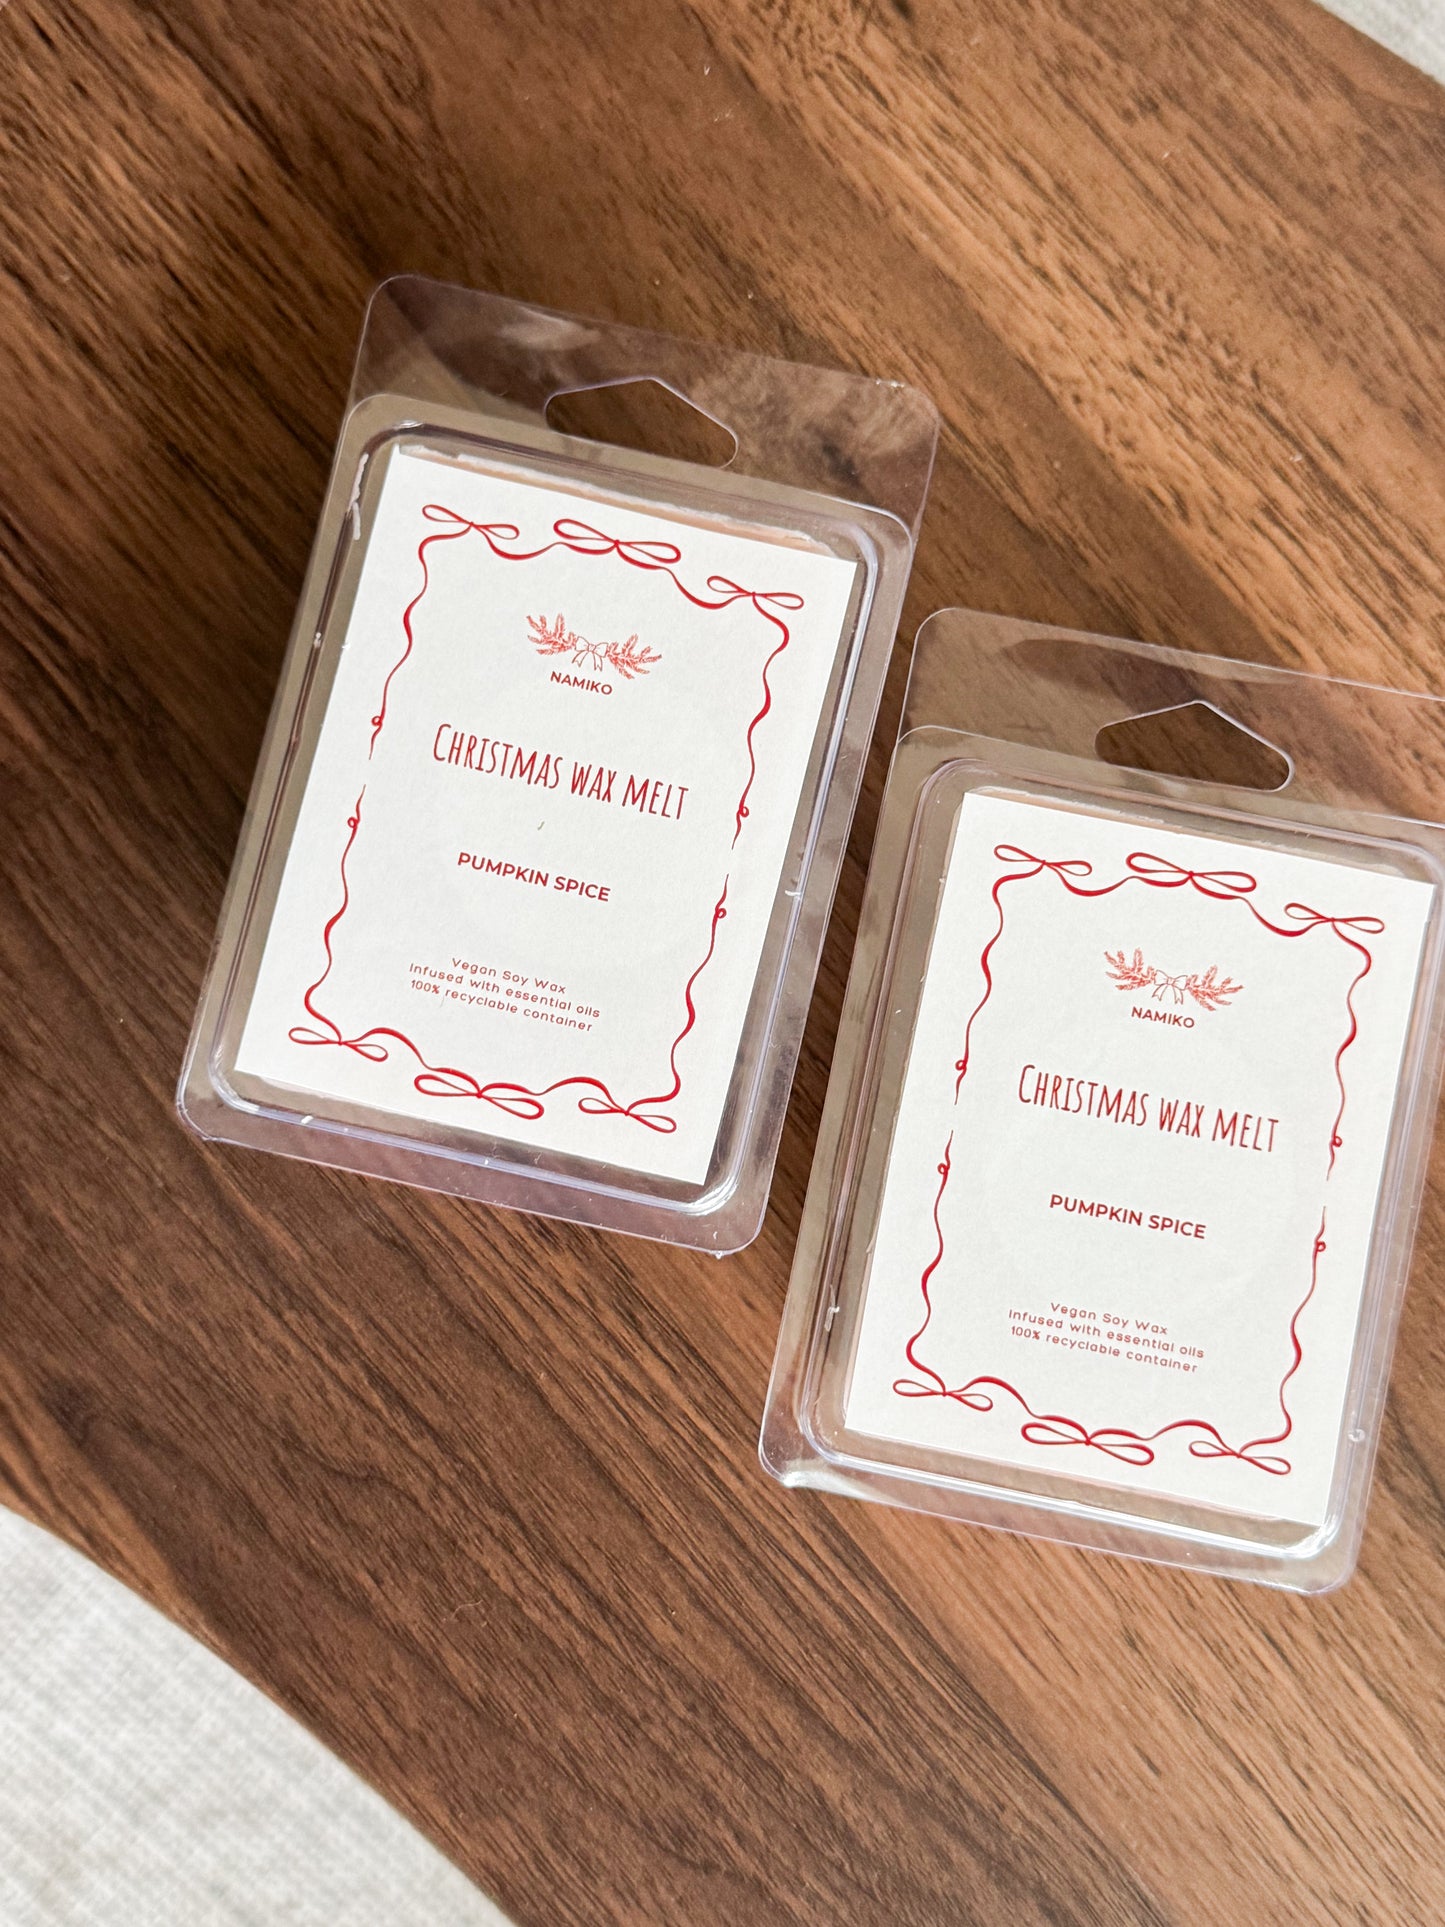 NAMIKO
CHRISTMAS WAX MELT
PUMPKIN SPICE
Vegan Soy Wax
Infused with essential oils
100% recyclable container
NAMIKO
CHRISTMAS WAX MELT
PUMPKIN SPICE
Vegan Soy Wax
Infused with essential oils
100% recyclable container